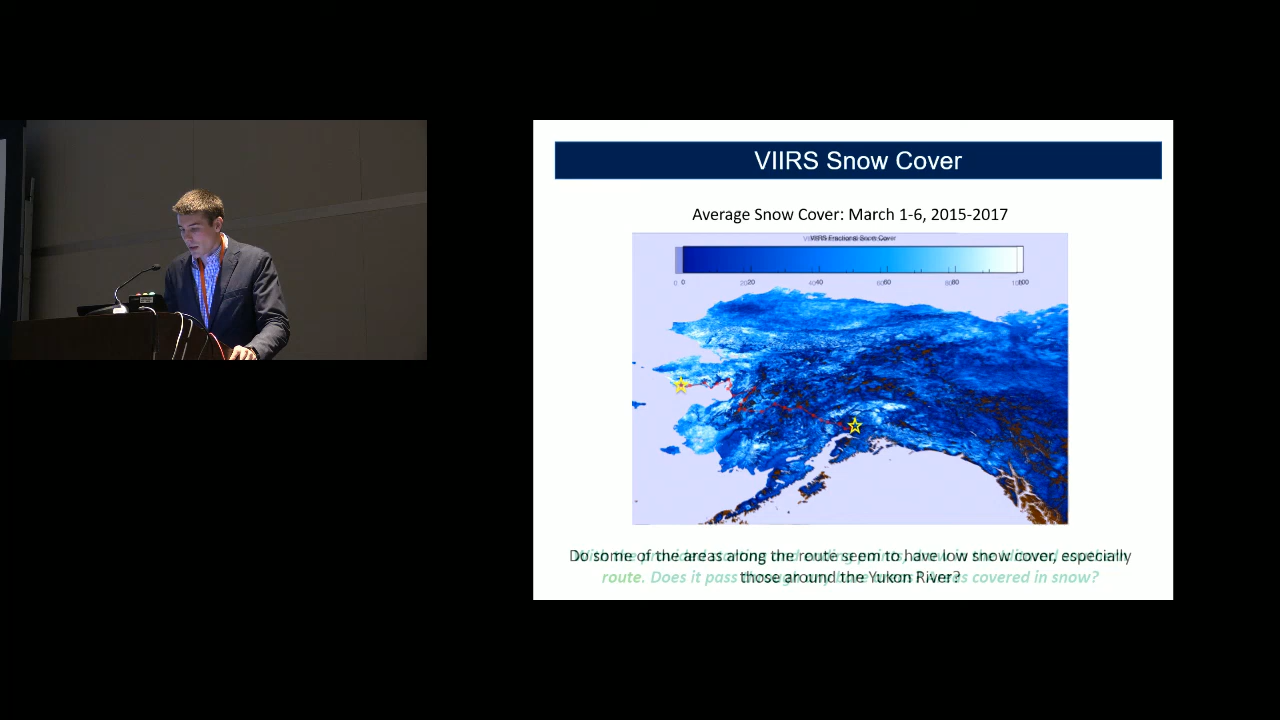 VIIRS Snow Cover
Average Snow Cover: March 1-6, 2015-2017
VIIRS Fractional Snow Cover
0 20 40 60 80 100
Do some of the areas along the route seem to have low snow cover, especially
those around the Yukon River?
route. Does it pass covered in snow?